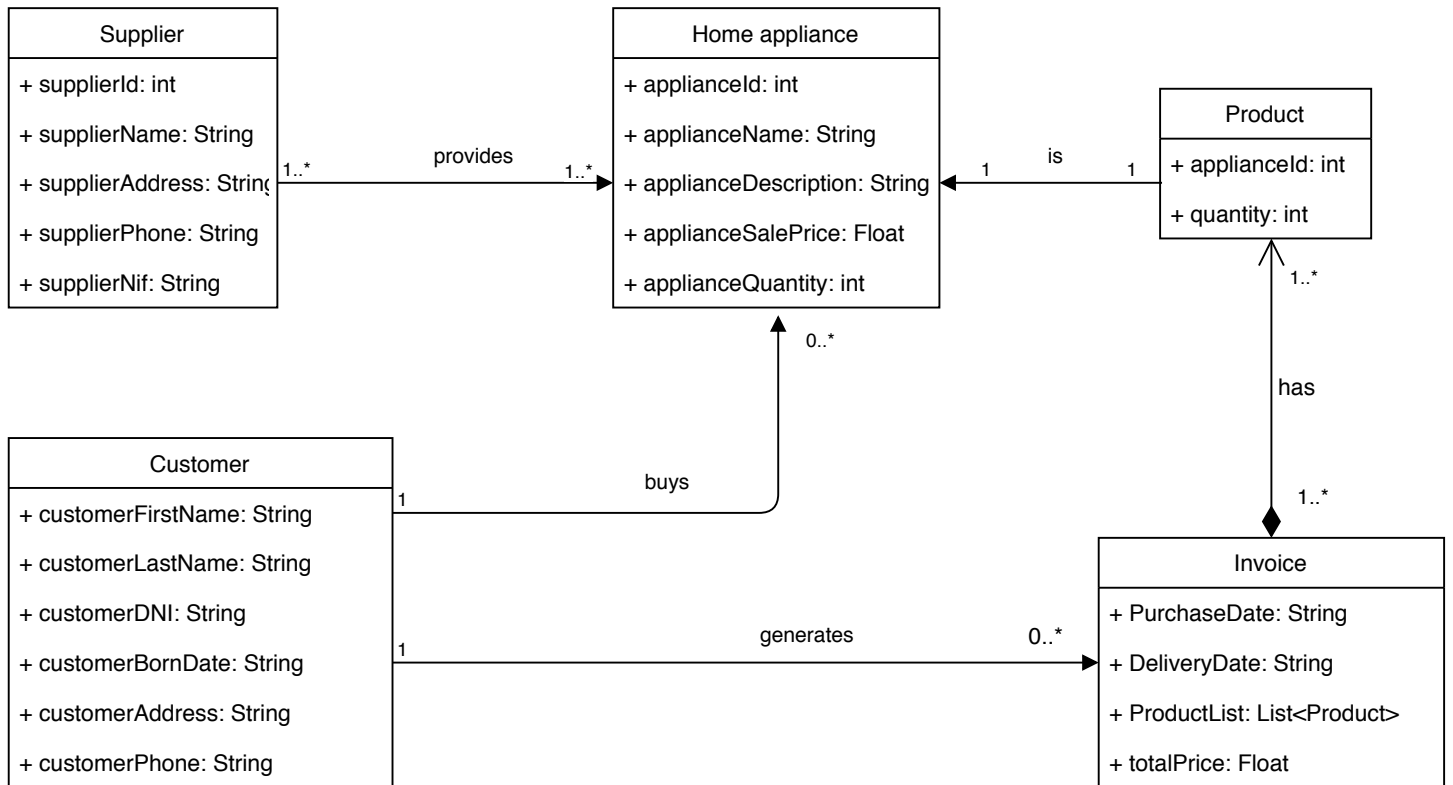 Supplier
+ supplierId: int
+ supplierName: String
+ supplierAddress: String
+ supplierPhone: String
+ supplierNif: String
1..*
provides
1..*
Home appliance
+ applianceId: int
+ applianceName: String
+ applianceDescription: String
+ applianceSalePrice: Float
+ applianceQuantity: int
1
is
1
Product
+ applianceId: int
+ quantity: int
1..*
has
1..*
0..*
buys
1
Customer
+ customerFirstName: String
+ customerLastName: String
+ customerDNI: String
+ customerBornDate: String
+ customerAddress: String
+ customerPhone: String
1
generates
0..*
Invoice
+ PurchaseDate: String
+ DeliveryDate: String
+ ProductList: List<Product>
+ totalPrice: Float